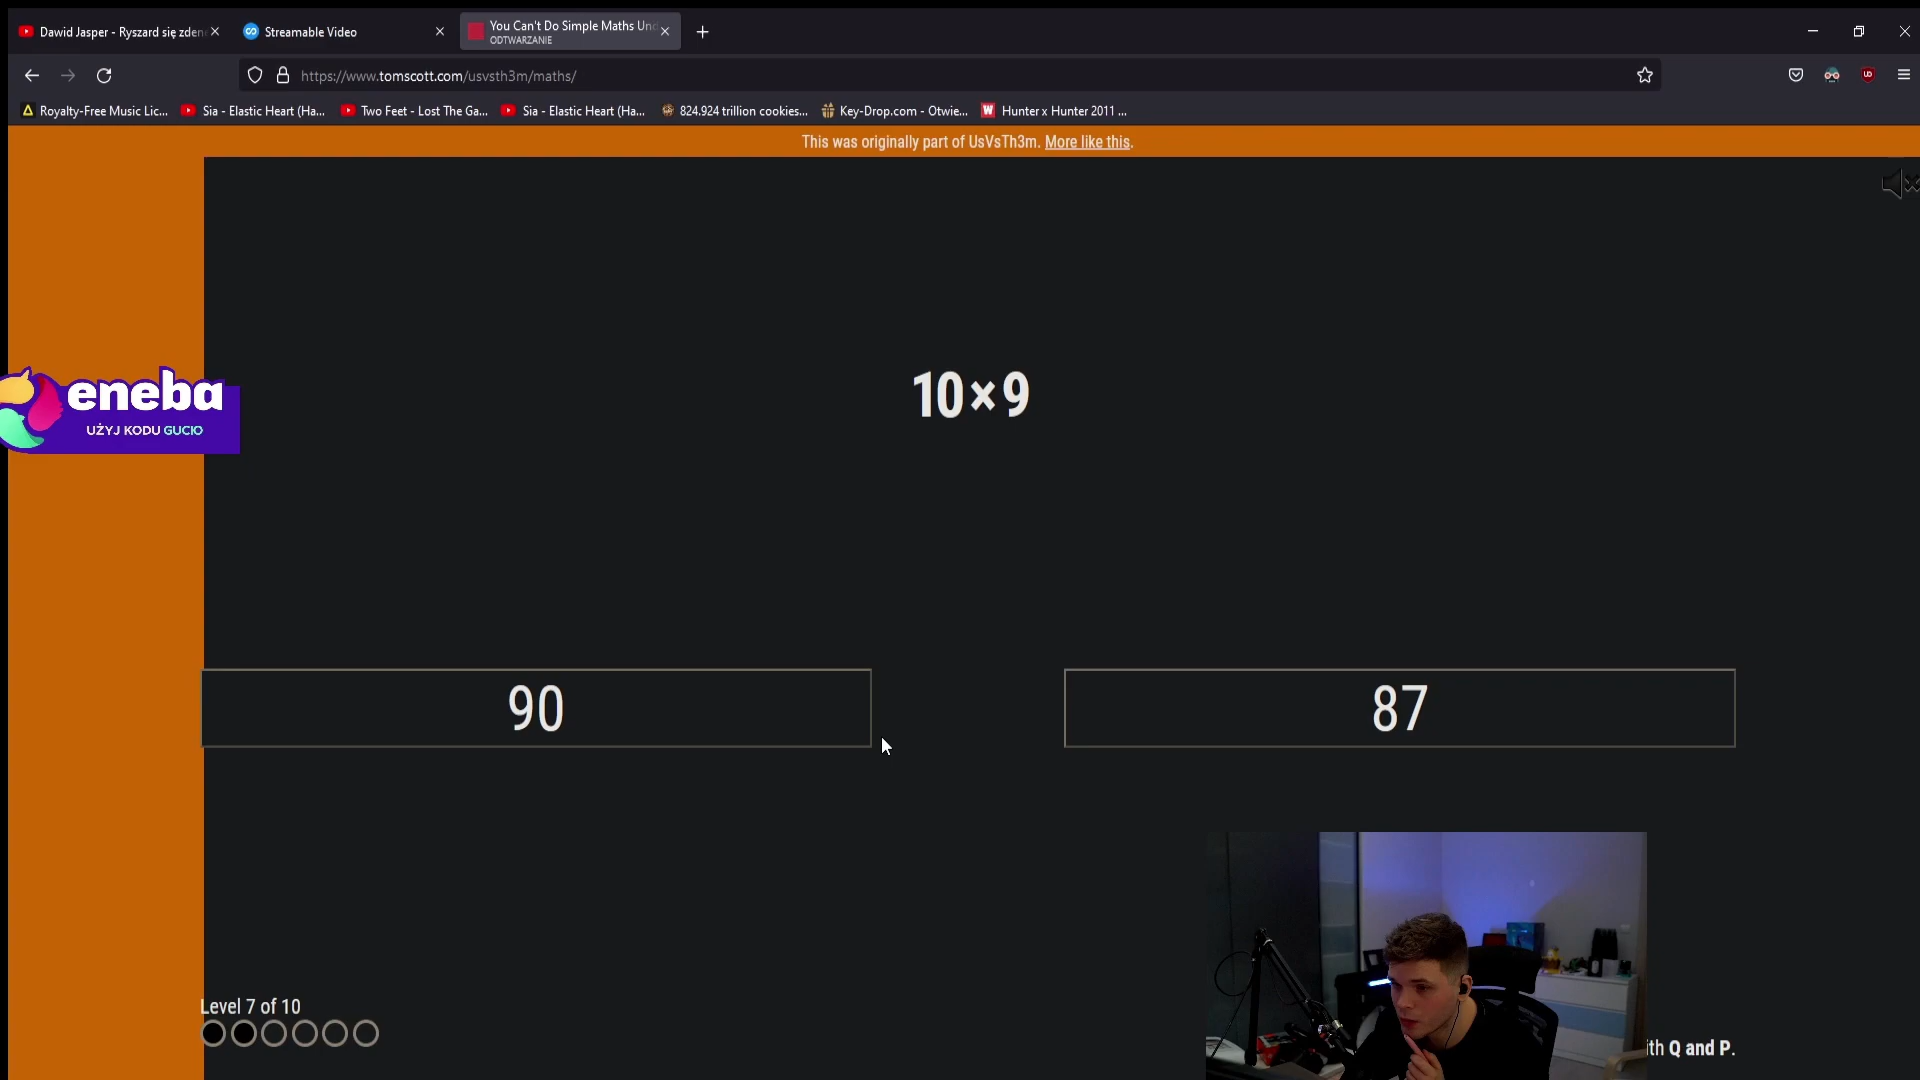 Dawid Jasper - Ryszard się zden
Streamable Video
You Can't Do Simple Maths Und
ODTWARZANIE
https://www.tomscott.com/usvsth3m/maths/
Royalty-Free Music Lic...
Sia - Elastic Heart (Ha...
Two Feet - Lost The Ga...
Sia - Elastic Heart (Ha...
824.924 trillion cookies...
Key-Drop.com - Otwie...
W Hunter x Hunter 2011 ...
This was originally part of UsVsTh3m. More like this.
10×9
eneba
UŻYJ KODU GUCIO
90
87
Level 7 of 10
ith Q and P.